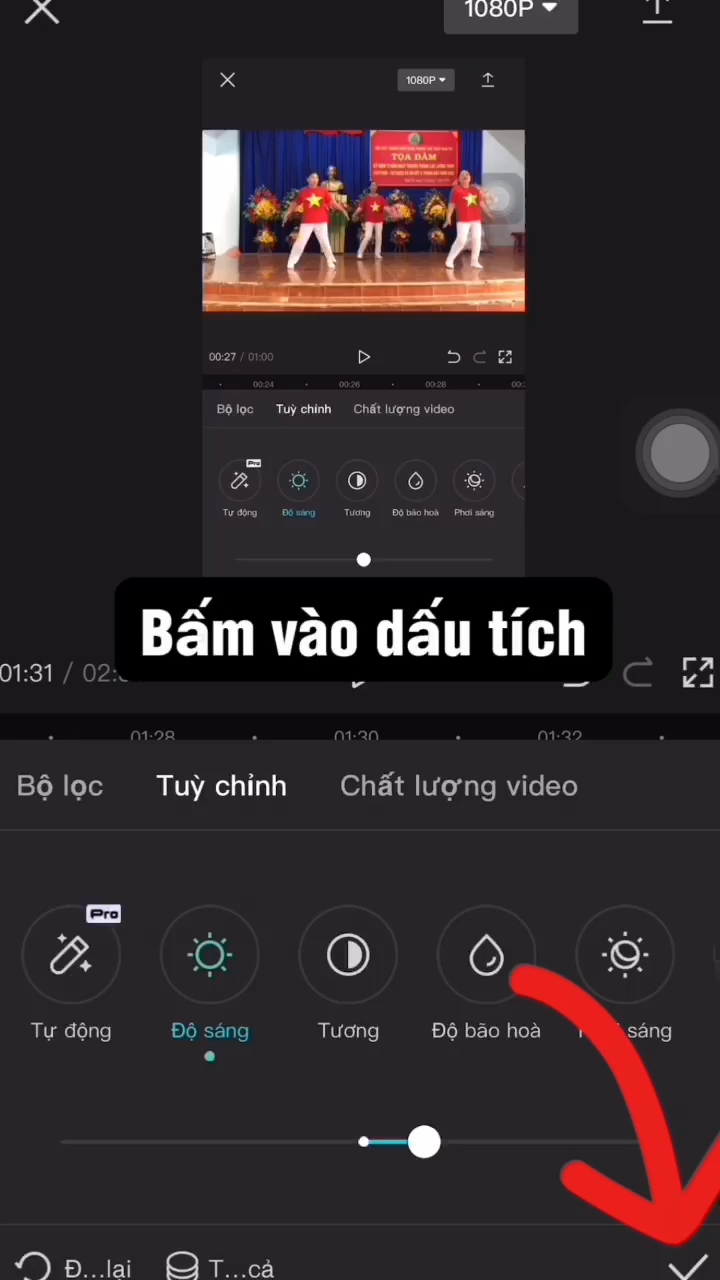 1080P
1080P
TỌA ĐÀM
00:27 / 01:00
00:24
00:26
00:28
Bộ lọc
Tuỳ chỉnh
Chất lượng video
Pro
Tự động
Độ sáng
Tương
Độ bão hoà
Phơi sáng
Bấm vào dấu tích
01:31 / 02:
01:28
01:30
01:32
Bộ lọc
Tuỳ chỉnh
Chất lượng video
Pro
Tự động
Độ sáng
Tương
Độ bão hoà
sáng
Đ...lại
T...cả